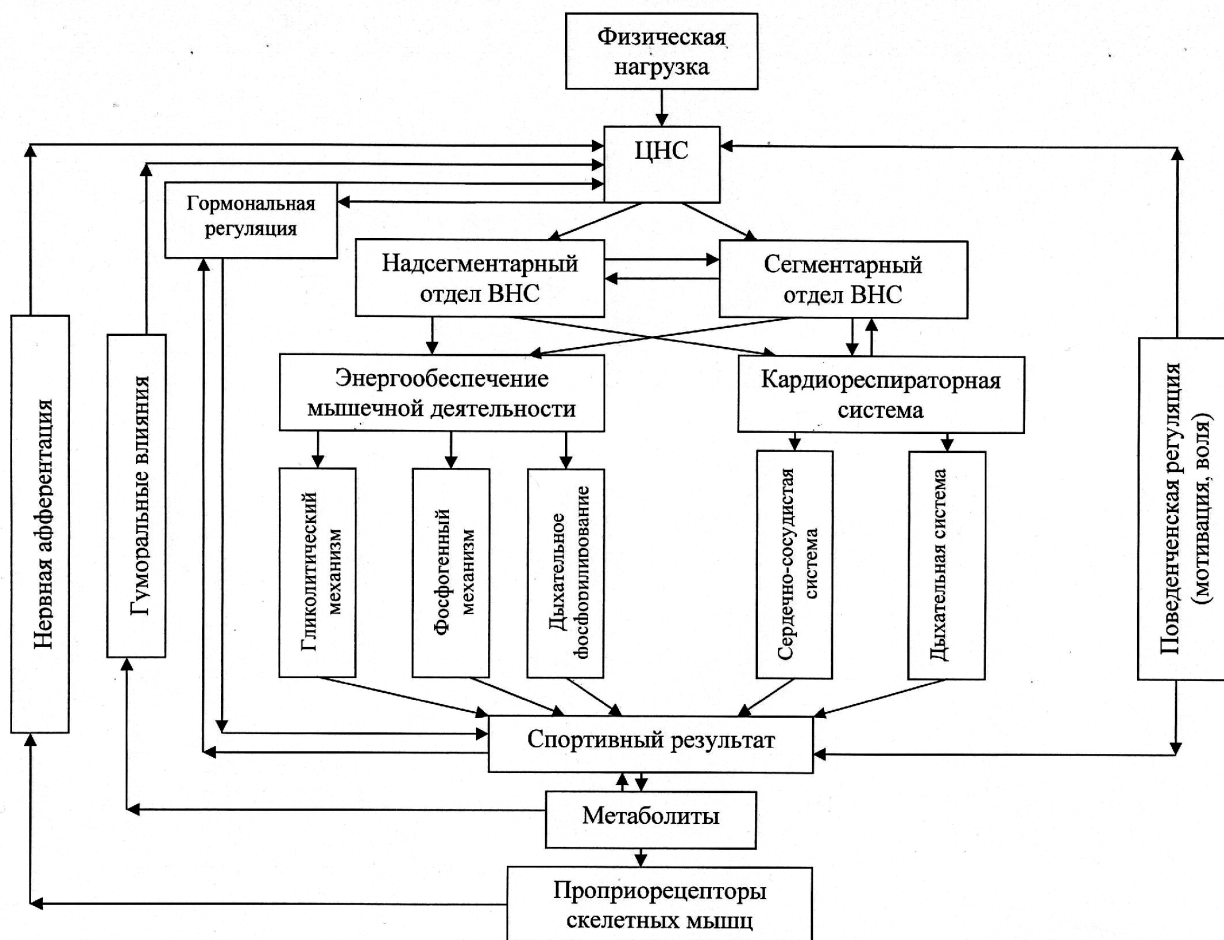 Физическая
нагрузка
ЦНС
Гормональная
регуляция
Надсегментарный
отдел ВНС
Сегментарный
отдел ВНС
Энергообеспечение
мышечной деятельности
Кардиореспираторная
система
Нервная афферентация
Гуморальные влияния
Гликолитический
механизм
Фосфогенный
механизм
Дыхательное
фосфорилирование
Сердечно-сосудистая
система
Дыхательная система
Поведенченская регуляция
(мотивация, воля)
Спортивный результат
Метаболиты
Проприорецепторы
скелетных мышц